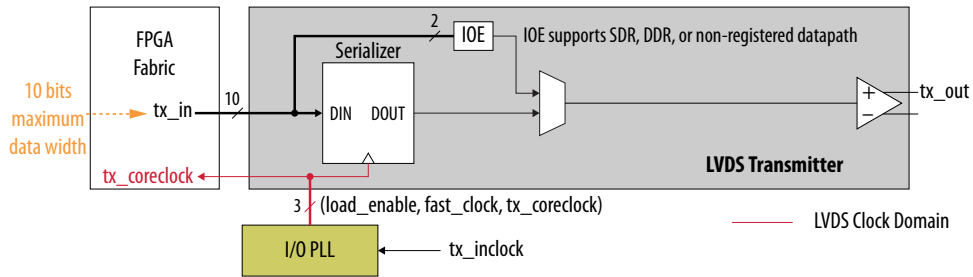 FPGA
Fabric
2
IOE
IOE supports SDR, DDR, or non-registered datapath
Serializer
10 bits
maximum
data width
tx_in
10
DIN
DOUT
+
−
tx_out
tx_coreclock
LVDS Transmitter
3
(load_enable, fast_clock, tx_coreclock)
LVDS Clock Domain
I/O PLL
tx_inclock